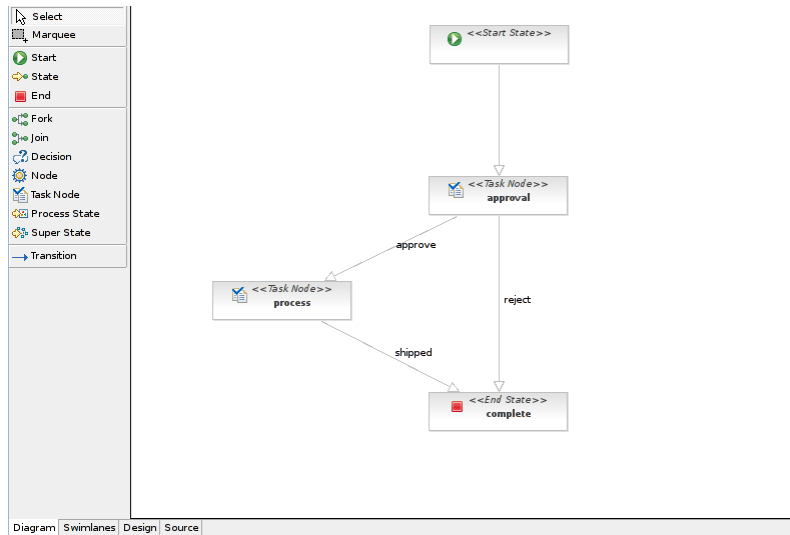 Select
Marquee
Start
State
End
Fork
Join
Decision
Node
Task Node
Process State
Super State
Transition
<<Start State>>
<<Task Node>>
approval
approve
<<Task Node>>
process
reject
shipped
<<End State>>
complete
Diagram Swimlanes Design Source